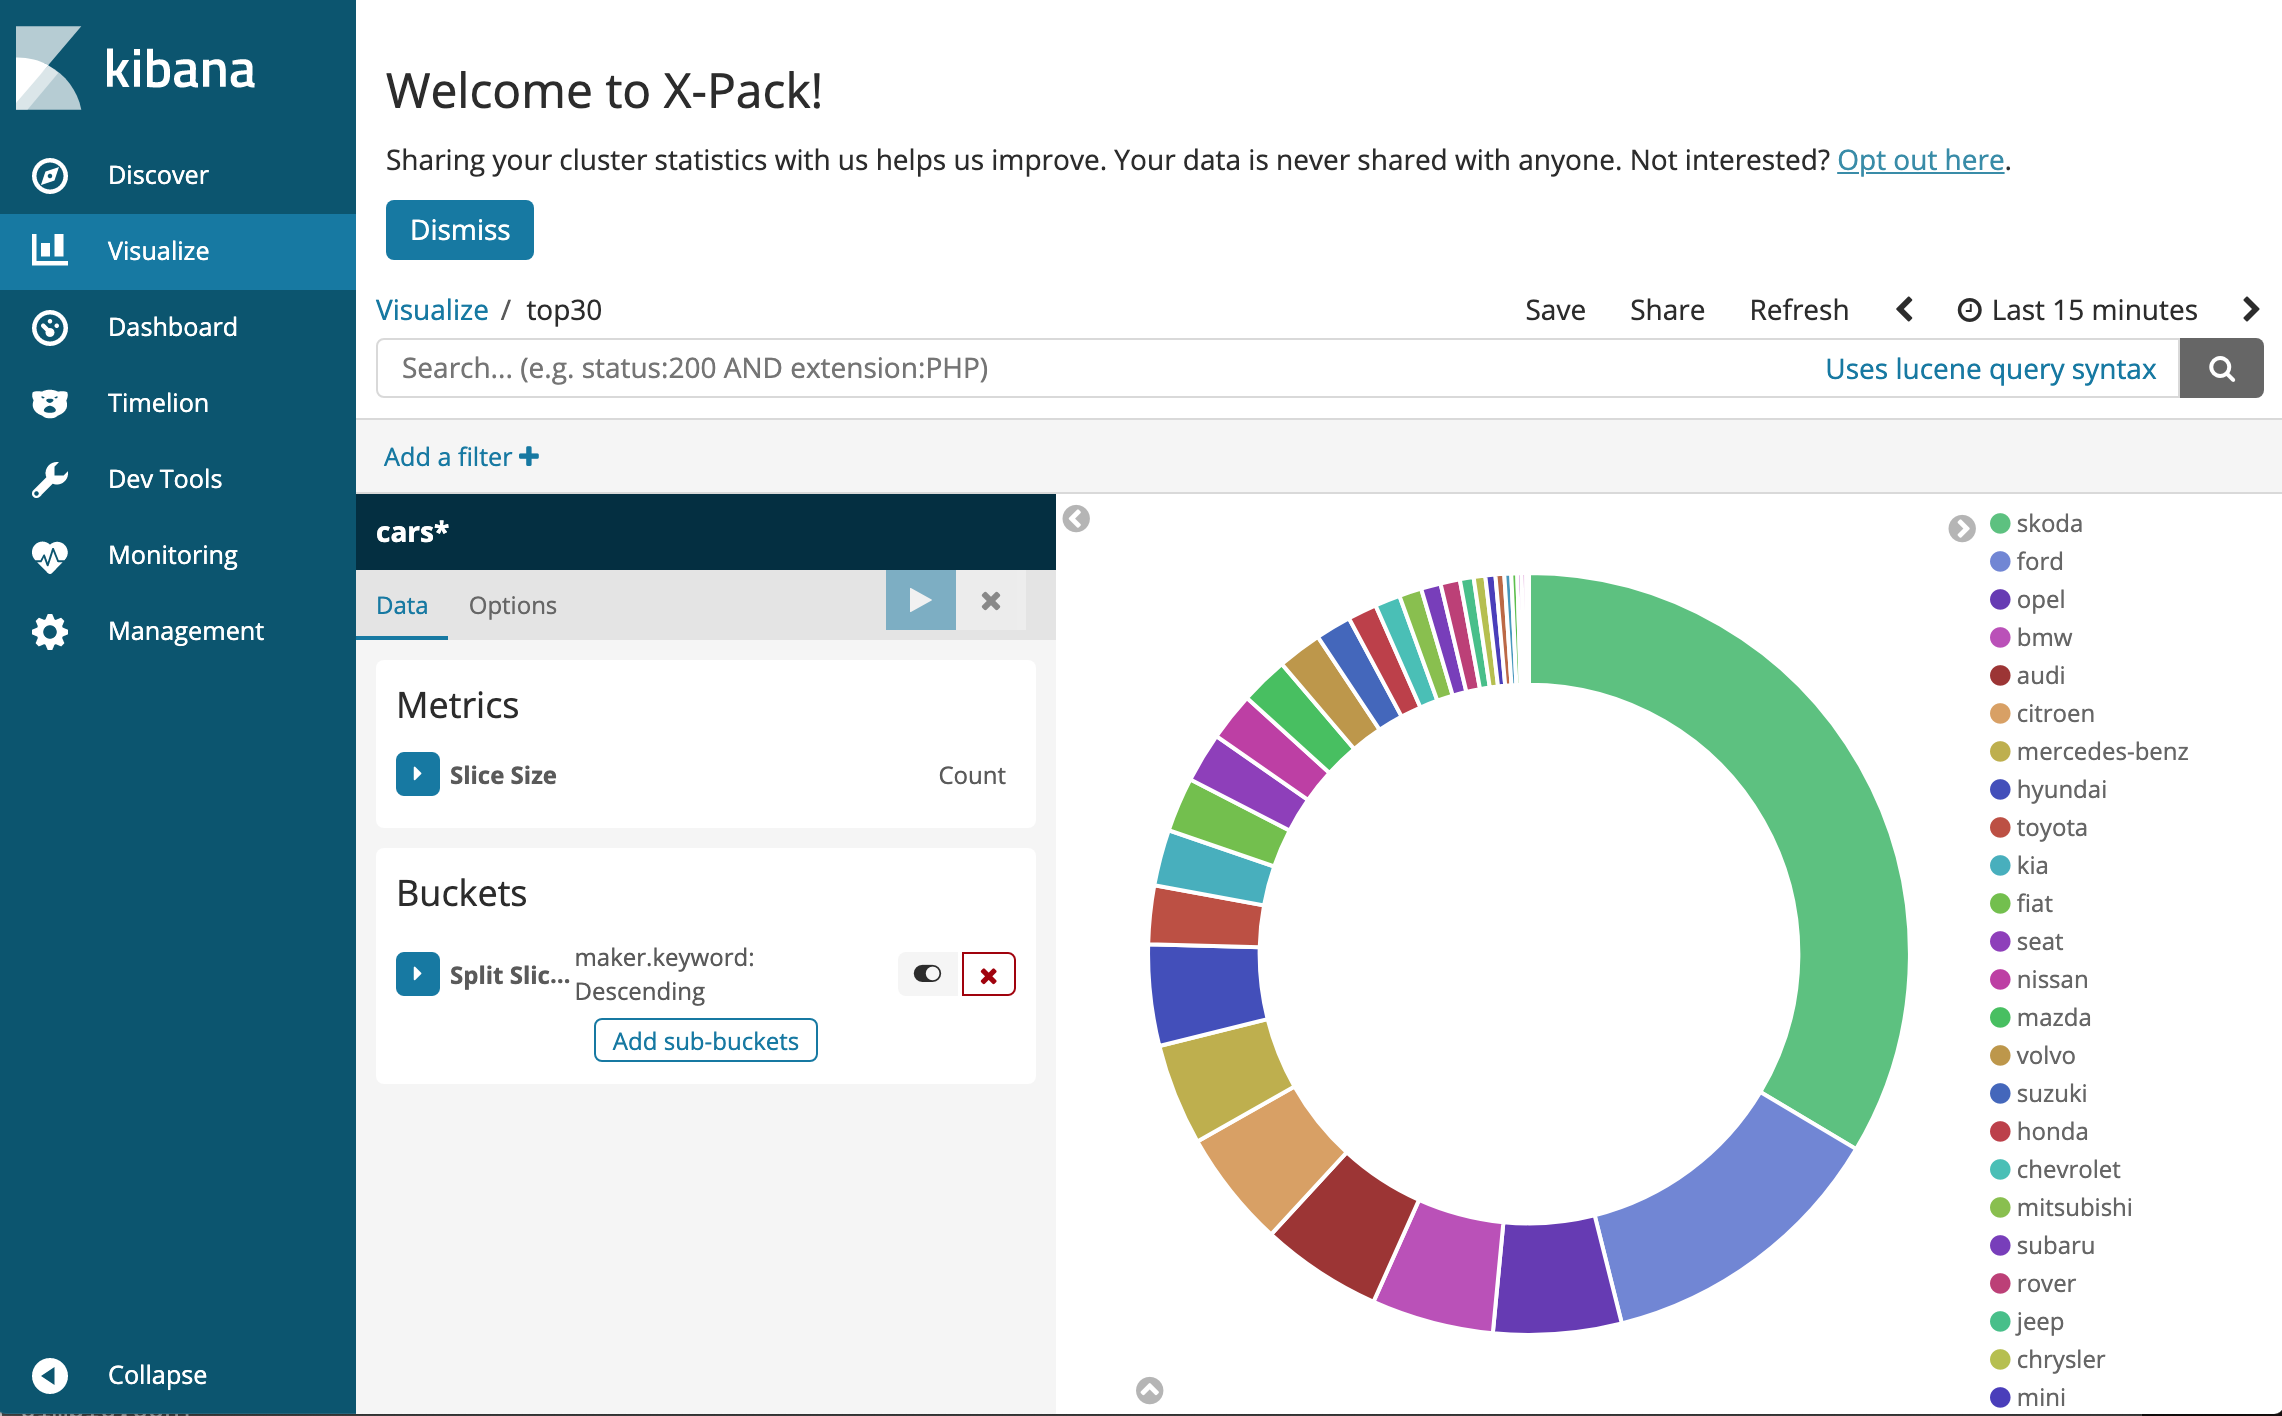 kibana
Discover
Visualize
Dashboard
Timelion
Dev Tools
Monitoring
Management
Collapse
Welcome to X-Pack!
Sharing your cluster statistics with us helps us improve. Your data is never shared with anyone. Not interested? Opt out here.
Dismiss
Visualize / top30
Save Share Refresh Last 15 minutes
Search... (e.g. status:200 AND extension:PHP) Uses lucene query syntax
Add a filter
cars*
Data Options
Metrics
Slice Size Count
Buckets
Split Slic... maker.keyword:
Descending
Add sub-buckets
skoda
ford
opel
bmw
audi
citroen
mercedes-benz
hyundai
toyota
kia
fiat
seat
nissan
mazda
volvo
suzuki
honda
chevrolet
mitsubishi
subaru
rover
jeep
chrysler
mini